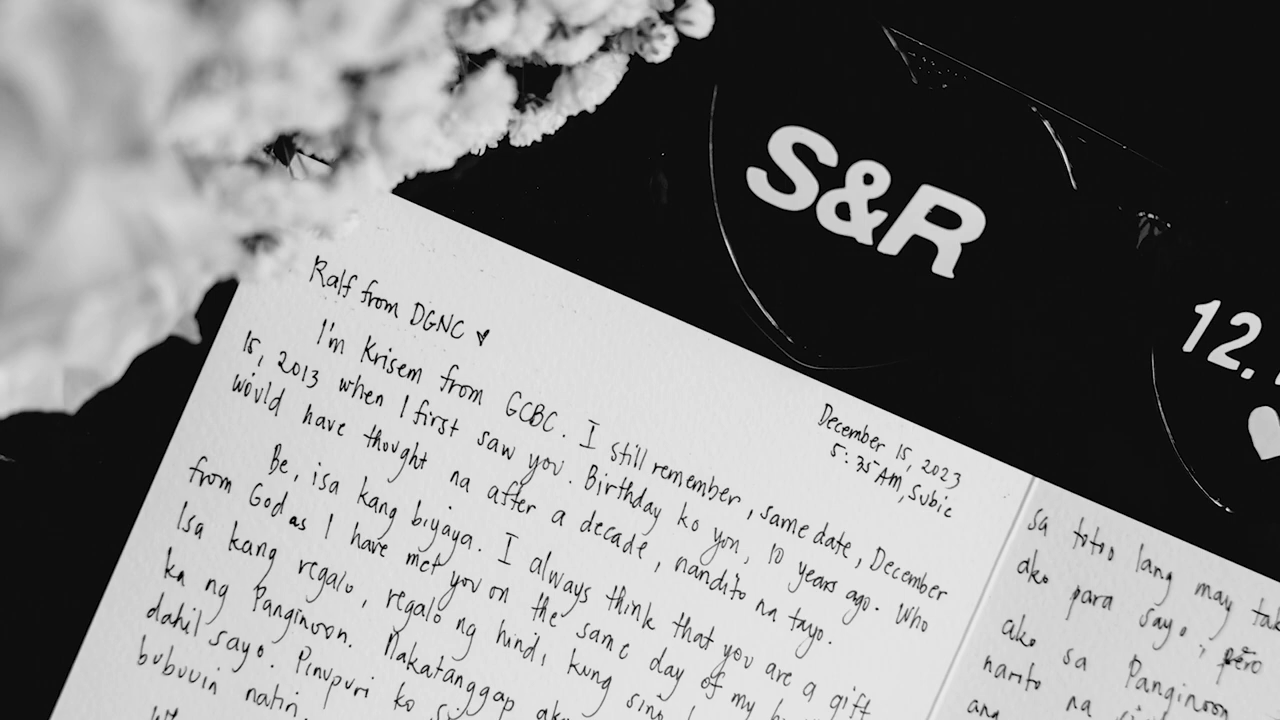 S&R
12.
December 15, 2023
5:35 AM, Subic
Ralf from DGNC ♥
I'm Krisem from GCBC. I still remember, same date, December
15, 2013 when I first saw you. Birthday ko yon, 10 years ago. Who
would have thought na after a decade, nandito na tayo.
Be, isa kang biyaya. I always think that you are a gift
from God as I have met you on the same day of my
Isa kang regalo, regalo ng hindi kung sino
ka ng Panginoon. Nakatanggap
dahil sayo. Pinupuri ko
bubuuin natin.
sa totoo lang may
ako para sayo, pero
ako sa Panginoon
narito na
ang